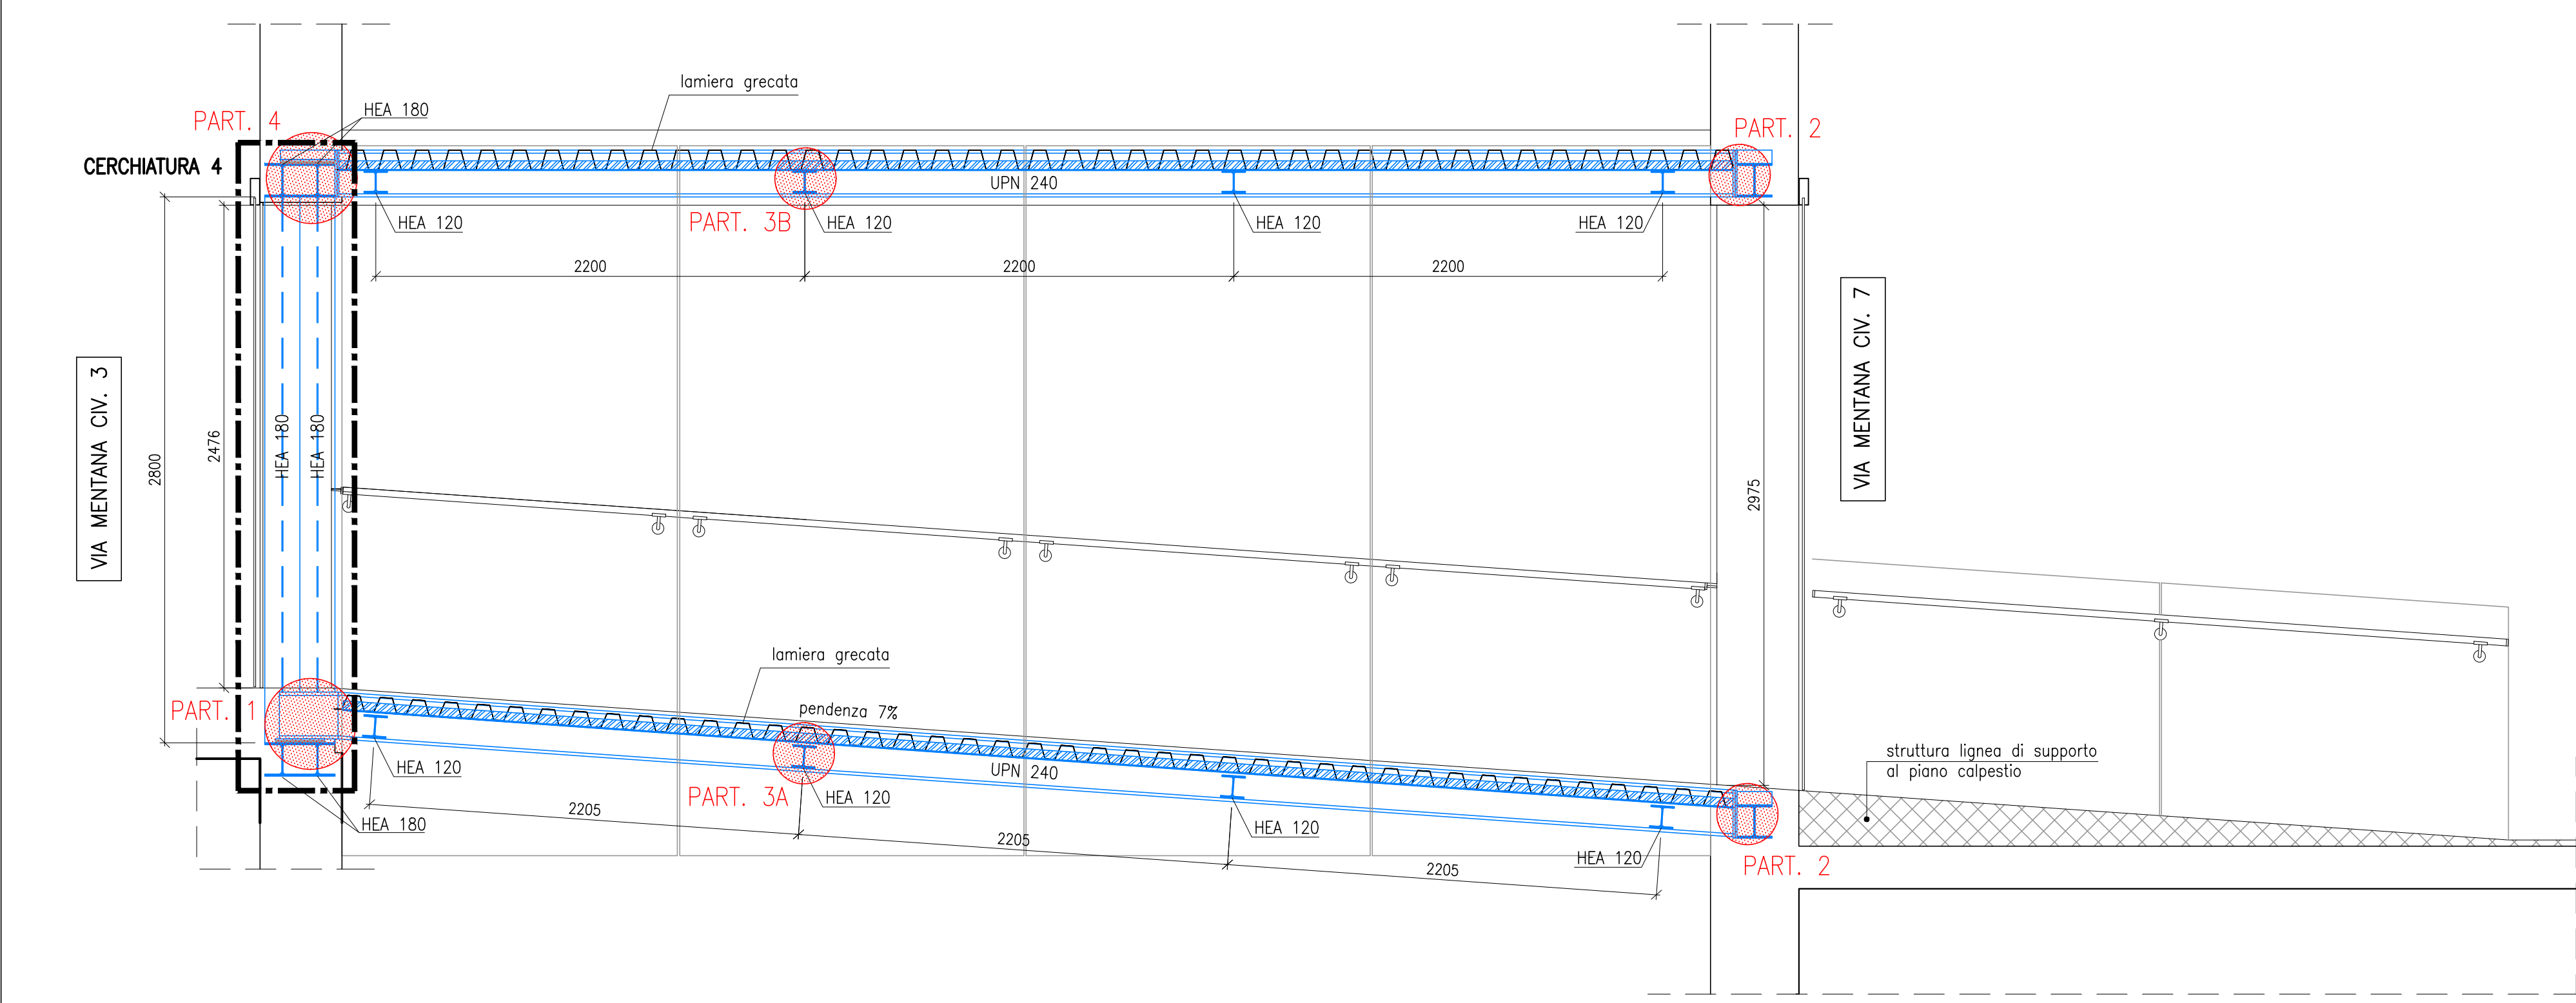 lamiera grecata
HEA 180
PART. 4
PART. 2
CERCHIATURA 4
UPN 240
HEA 120
PART. 3B
HEA 120
HEA 120
HEA 120
2200
2200
2200
VIA MENTANA CIV. 3
2800
2476
HEA 180
HEA 180
2975
VIA MENTANA CIV. 7
lamiera grecata
PART. 1
pendenza 7%
struttura lignea di supporto
al piano calpestio
HEA 120
UPN 240
PART. 3A
HEA 120
2205
HEA 180
HEA 120
2205
HEA 120
PART. 2
2205